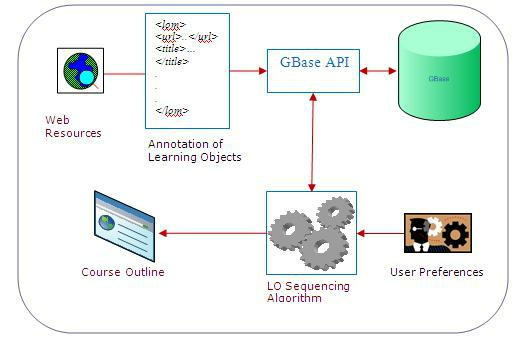 <lom>
<url>..</url>
<title>...
</title>
.
.
.
</lom>
GBase API
GBase
Web
Resources
Annotation of
Learning Objects
Course Outline
LO Sequencing
Algorithm
User Preferences